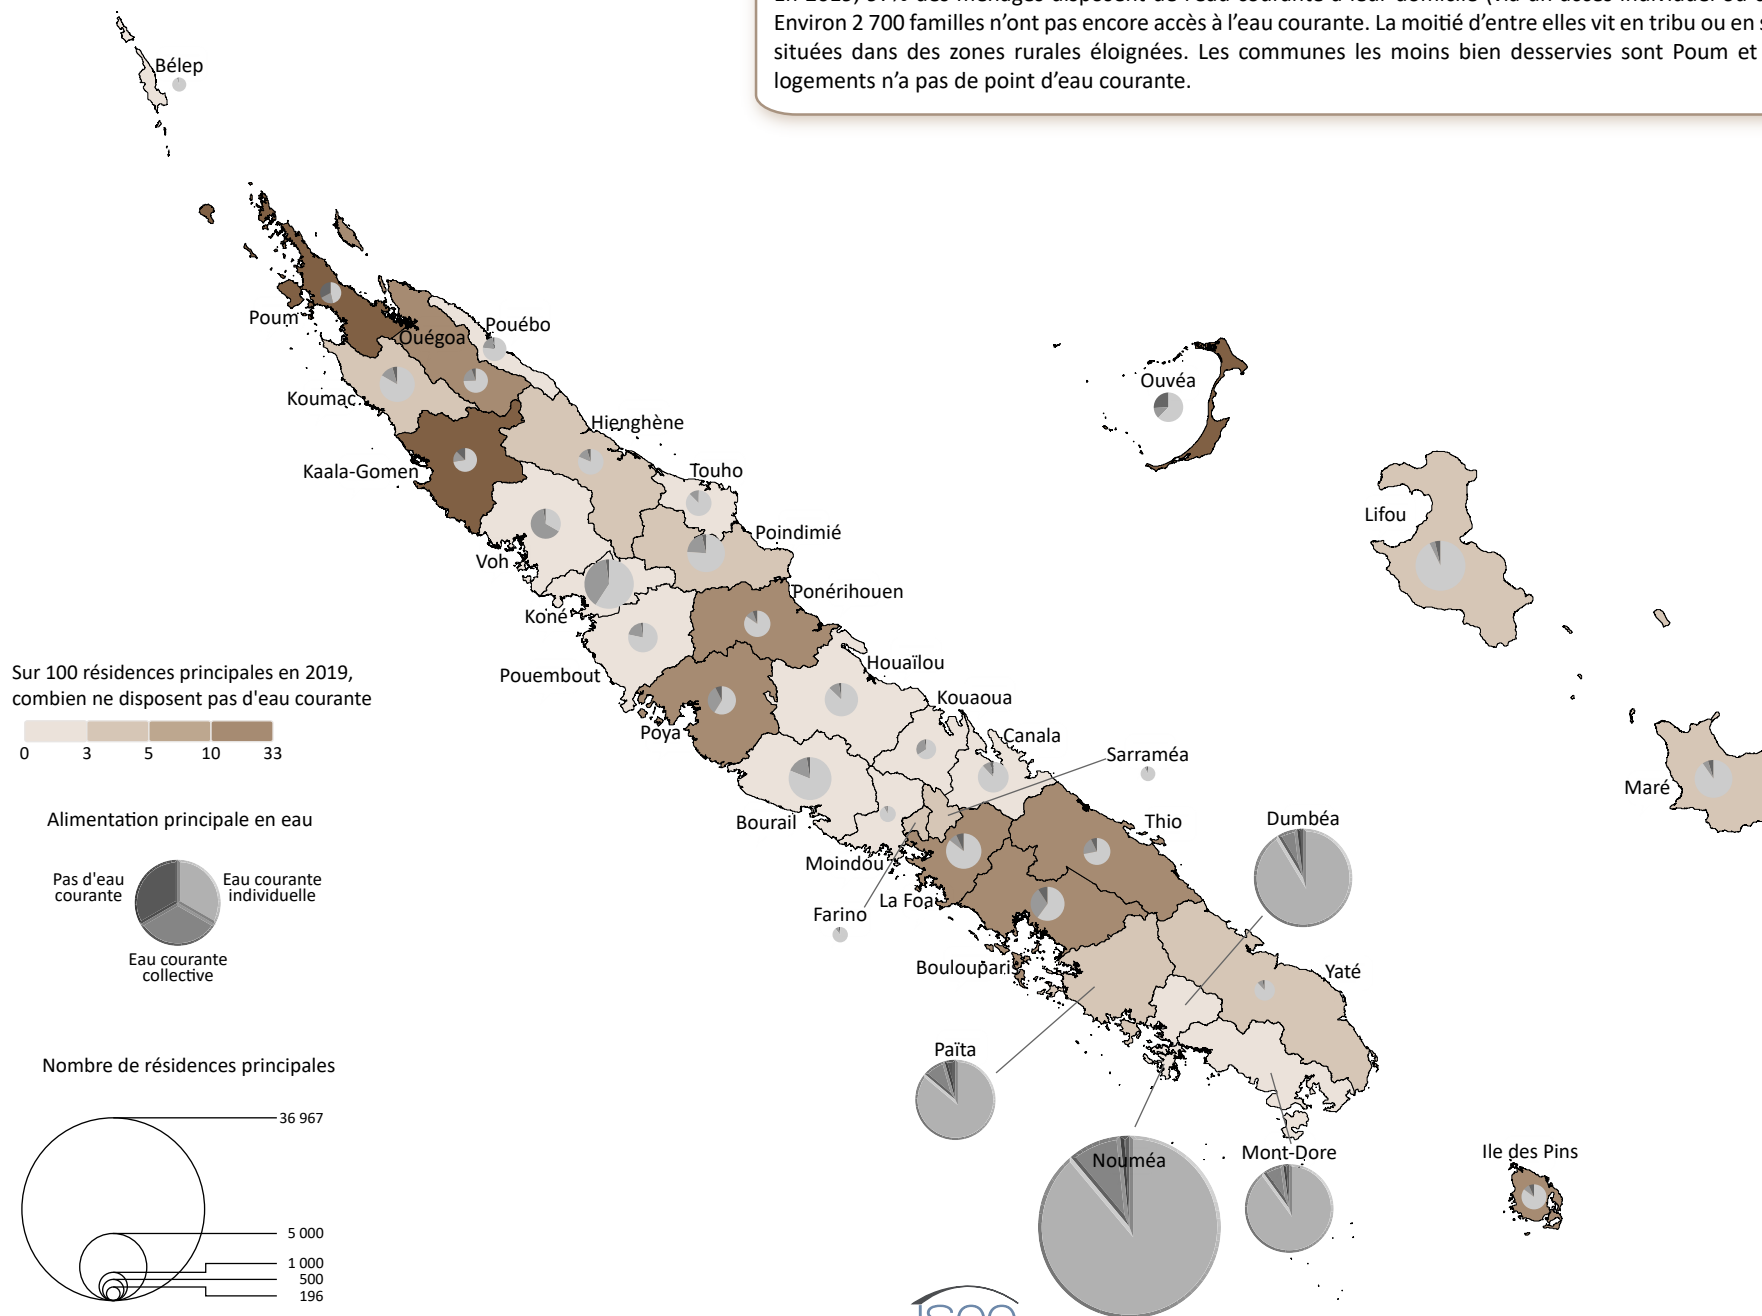 Environ 2 700 familles n'ont pas encore accès à l'eau courante. La moitié d'entre elles vit en tribu ou en
situées dans des zones rurales éloignées. Les communes les moins bien desservies sont Poum et
logements n'a pas de point d'eau courante.
Bélep
Poum
Ouégoa
Pouébo
Koumac
Hienghène
Kaala-Gomen
Touho
Ouvéa
Lifou
Poindimié
Voh
Ponérihouen
Koné
Houaïlou
Pouembout
Kouaoua
Poya
Canala
Sarraméa
Maré
Bourail
Thio
Dumbéa
Moindou
La Foa
Farino
Boulouparis
Yaté
Païta
Nouméa
Mont-Dore
Ile des Pins
Sur 100 résidences principales en 2019,
combien ne disposent pas d'eau courante
0 3 5 10 33
Alimentation principale en eau
Pas d'eau
courante
Eau courante
individuelle
Eau courante
collective
Nombre de résidences principales
36 967
5 000
1 000
500
196